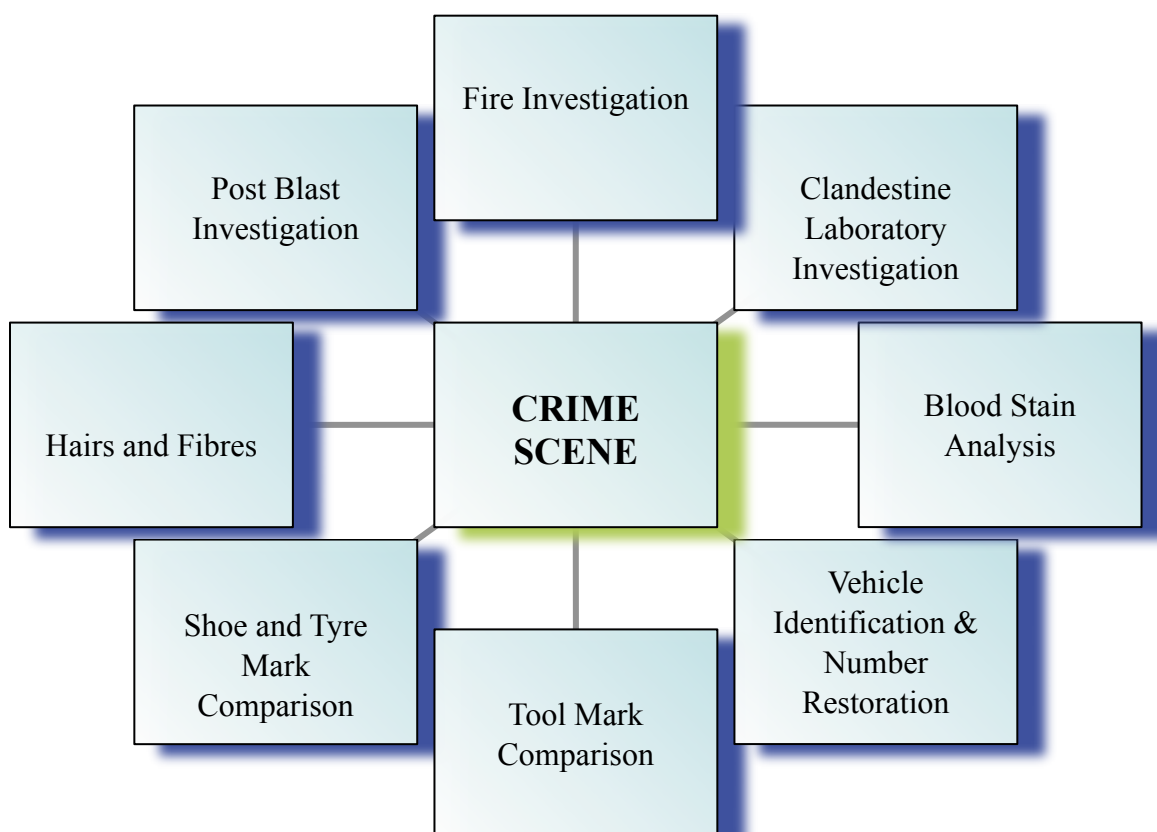 Fire Investigation
Post Blast
Investigation
Clandestine
Laboratory
Investigation
Hairs and Fibres
CRIME
SCENE
Blood Stain
Analysis
Shoe and Tyre
Mark
Comparison
Tool Mark
Comparison
Vehicle
Identification &
Number
Restoration